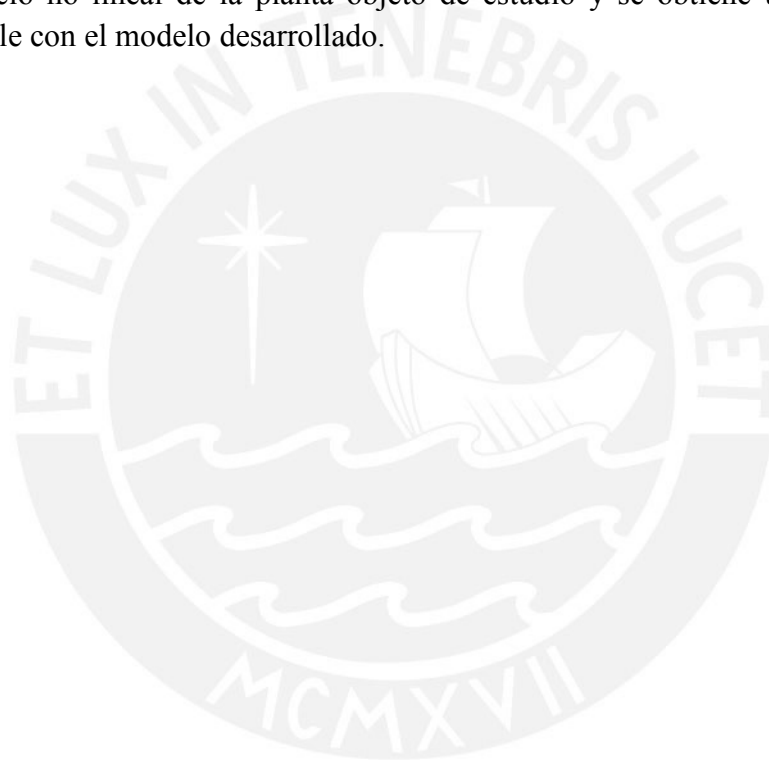 no lineal de la planta objeto de estudio y se obtiene
con el modelo desarrollado.
ET LUX IN TENEBRIS LUCET
MCMXVII